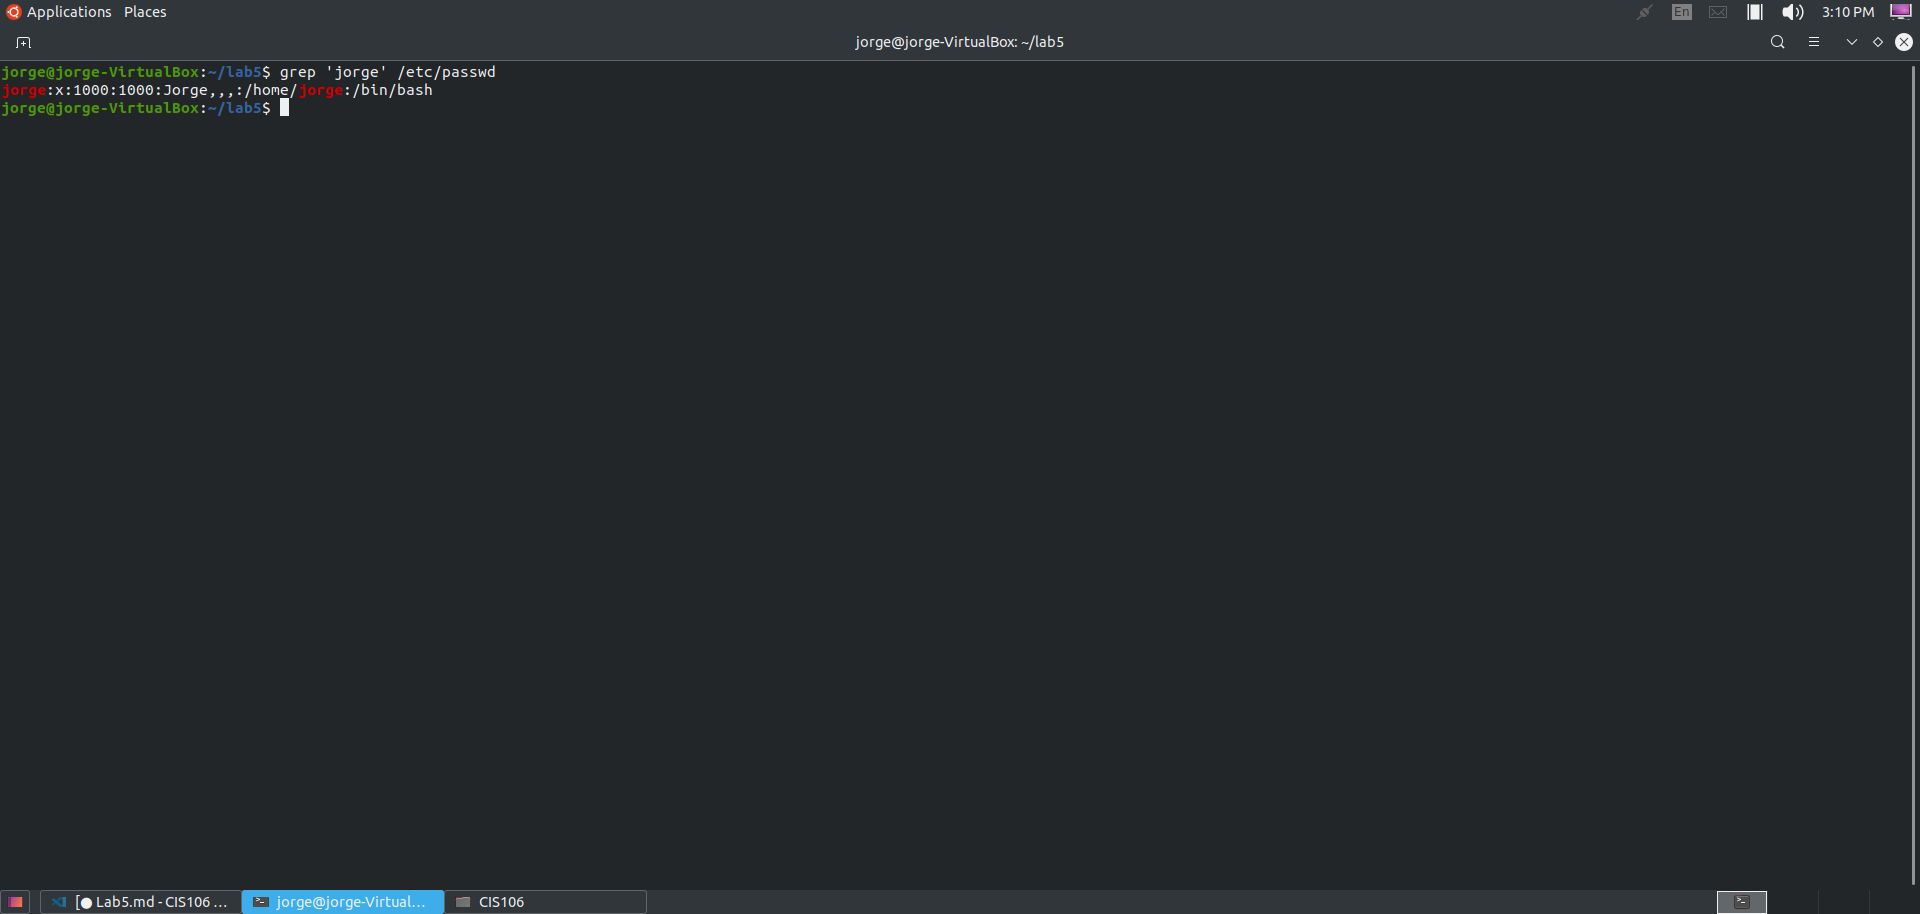 Applications Places En 3:10 PM
jorge@jorge-VirtualBox: ~/lab5
jorge@jorge-VirtualBox:~/lab5$ grep 'jorge' /etc/passwd
jorge:x:1000:1000:Jorge,,,:/home/jorge:/bin/bash
jorge@jorge-VirtualBox:~/lab5$
[● Lab5.md - CIS106 ... jorge@jorge-Virtual... CIS106